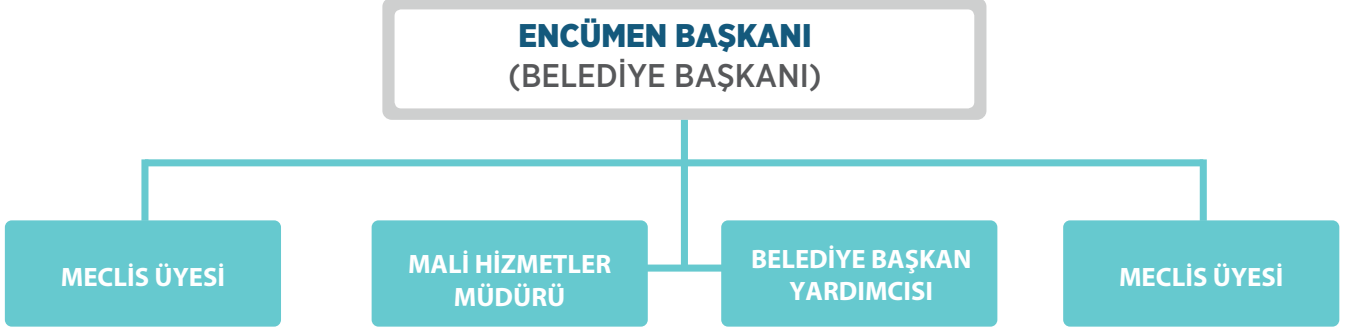 ENCÜMEN BAŞKANI
(BELEDİYE BAŞKANI)
MECLİS ÜYESİ
MALİ HİZMETLER
MÜDÜRÜ
BELEDİYE BAŞKAN
YARDIMCISI
MECLİS ÜYESİ